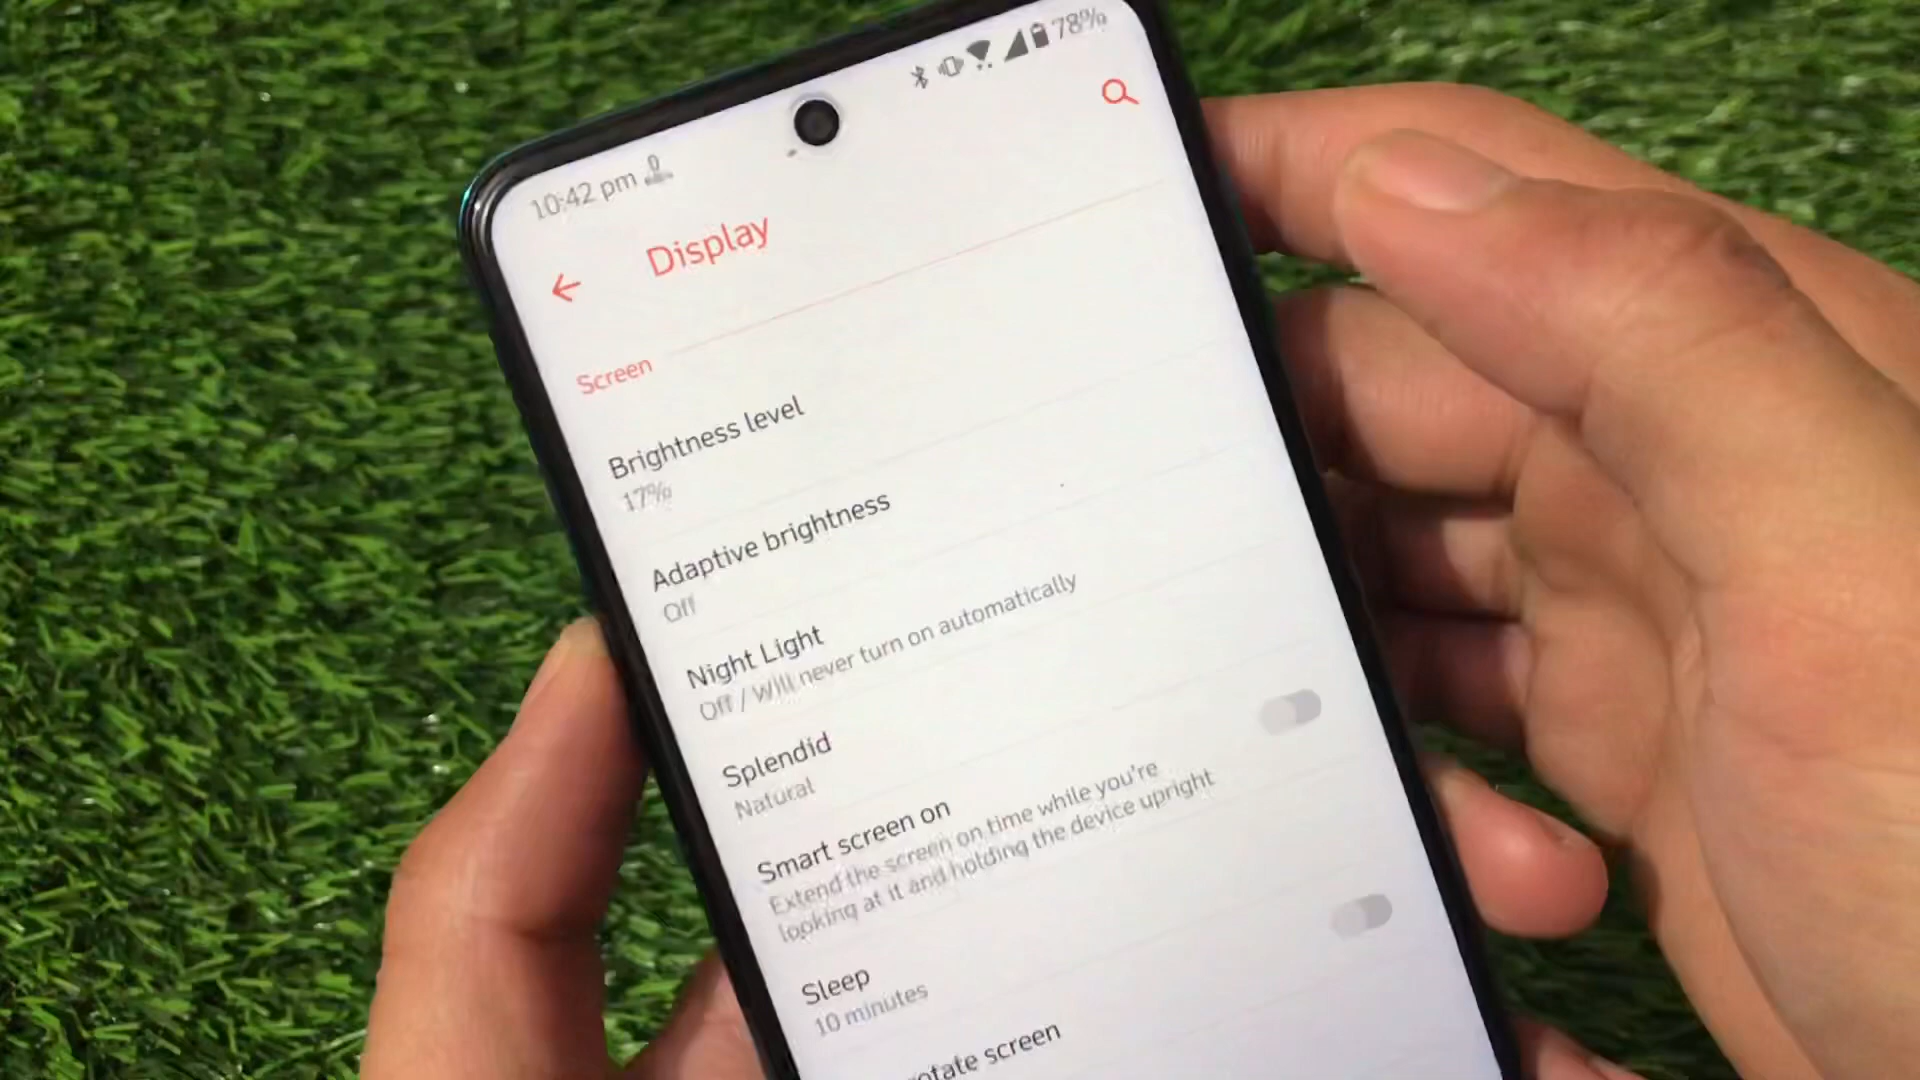 78%
10:42 pm
Display
Screen
Brightness level
17%
Adaptive brightness
Off
Night Light
Off / Will never turn on automatically
Splendid
Natural
Smart screen on
Extend the screen on time while you're
looking at it and holding the device upright
Sleep
10 minutes
screen